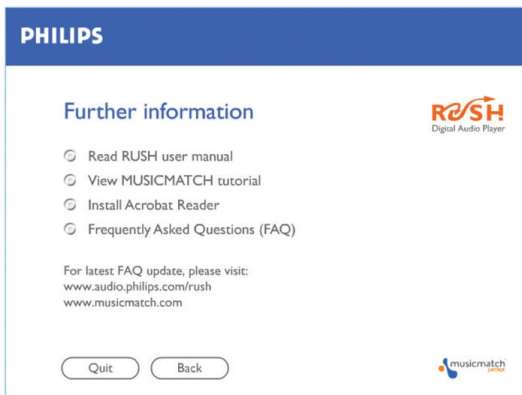 PHILIPS
Further information
RUSH
Digital Audio Player
Read RUSH user manual
View MUSICMATCH tutorial
Install Acrobat Reader
Frequently Asked Questions (FAQ)
For latest FAQ update, please visit:
www.audio.philips.com/rush
www.musicmatch.com
Quit
Back
musicmatch